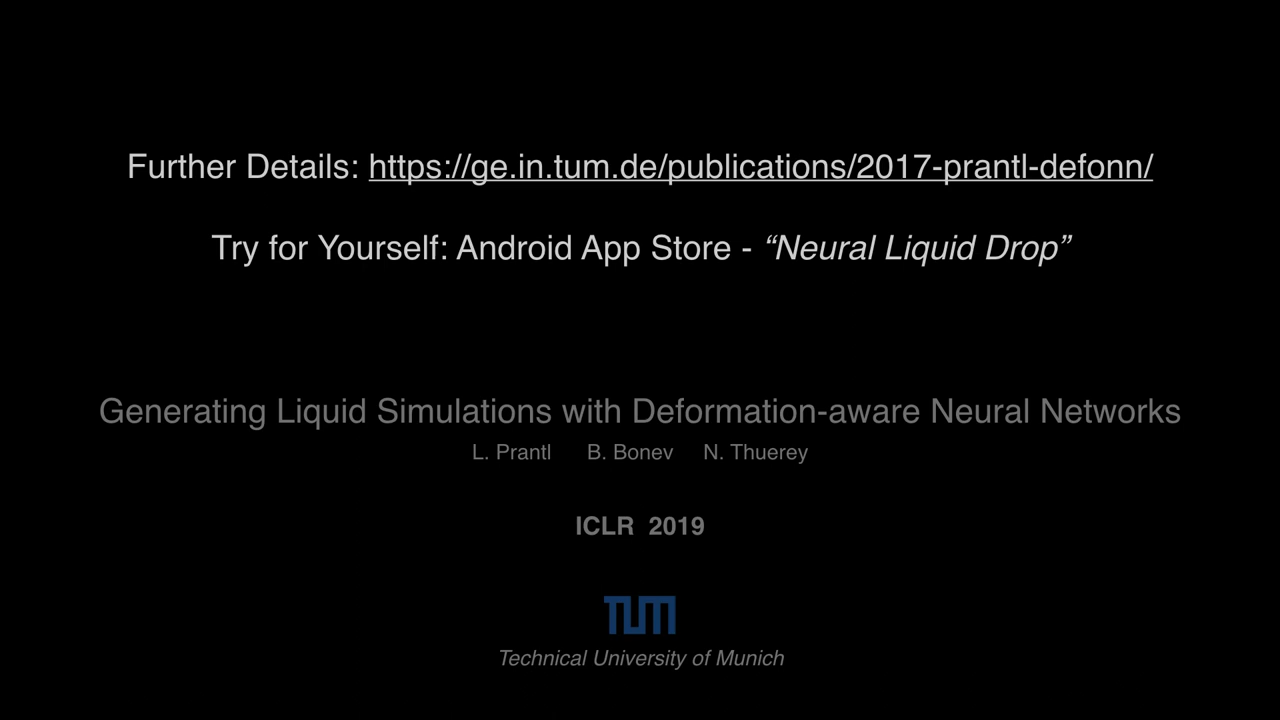 Further Details: https://ge.in.tum.de/publications/2017-prantl-defonn/
Try for Yourself: Android App Store - “Neural Liquid Drop”
Generating Liquid Simulations with Deformation-aware Neural Networks
L. Prantl B. Bonev N. Thuerey
ICLR 2019
TUM
Technical University of Munich